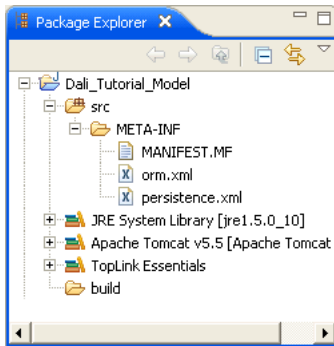 Package Explorer
Dali_Tutorial_Model
src
META-INF
MANIFEST.MF
orm.xml
persistence.xml
JRE System Library [jre1.5.0_10]
Apache Tomcat v5.5 [Apache Tomcat
TopLink Essentials
build